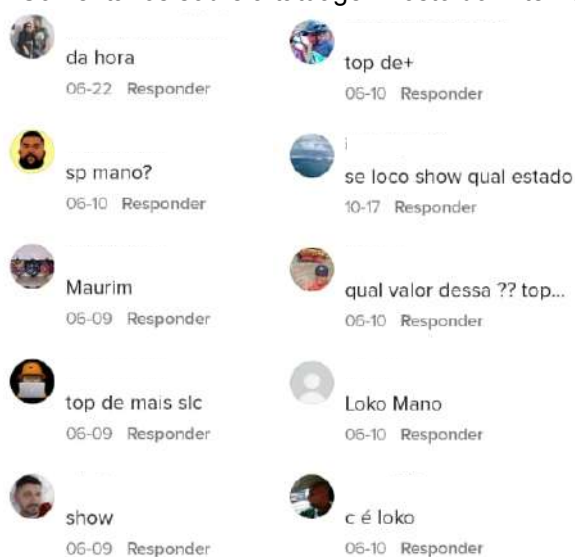 da hora
06-22 Responder
sp mano?
06-10 Responder
Maurim
06-09 Responder
top de mais slc
06-09 Responder
show
06-09 Responder
top de+
06-10 Responder
se loco show qual estado
10-17 Responder
qual valor dessa ?? top...
06-10 Responder
Loko Mano
06-10 Responder
c é loko
06-10 Responder